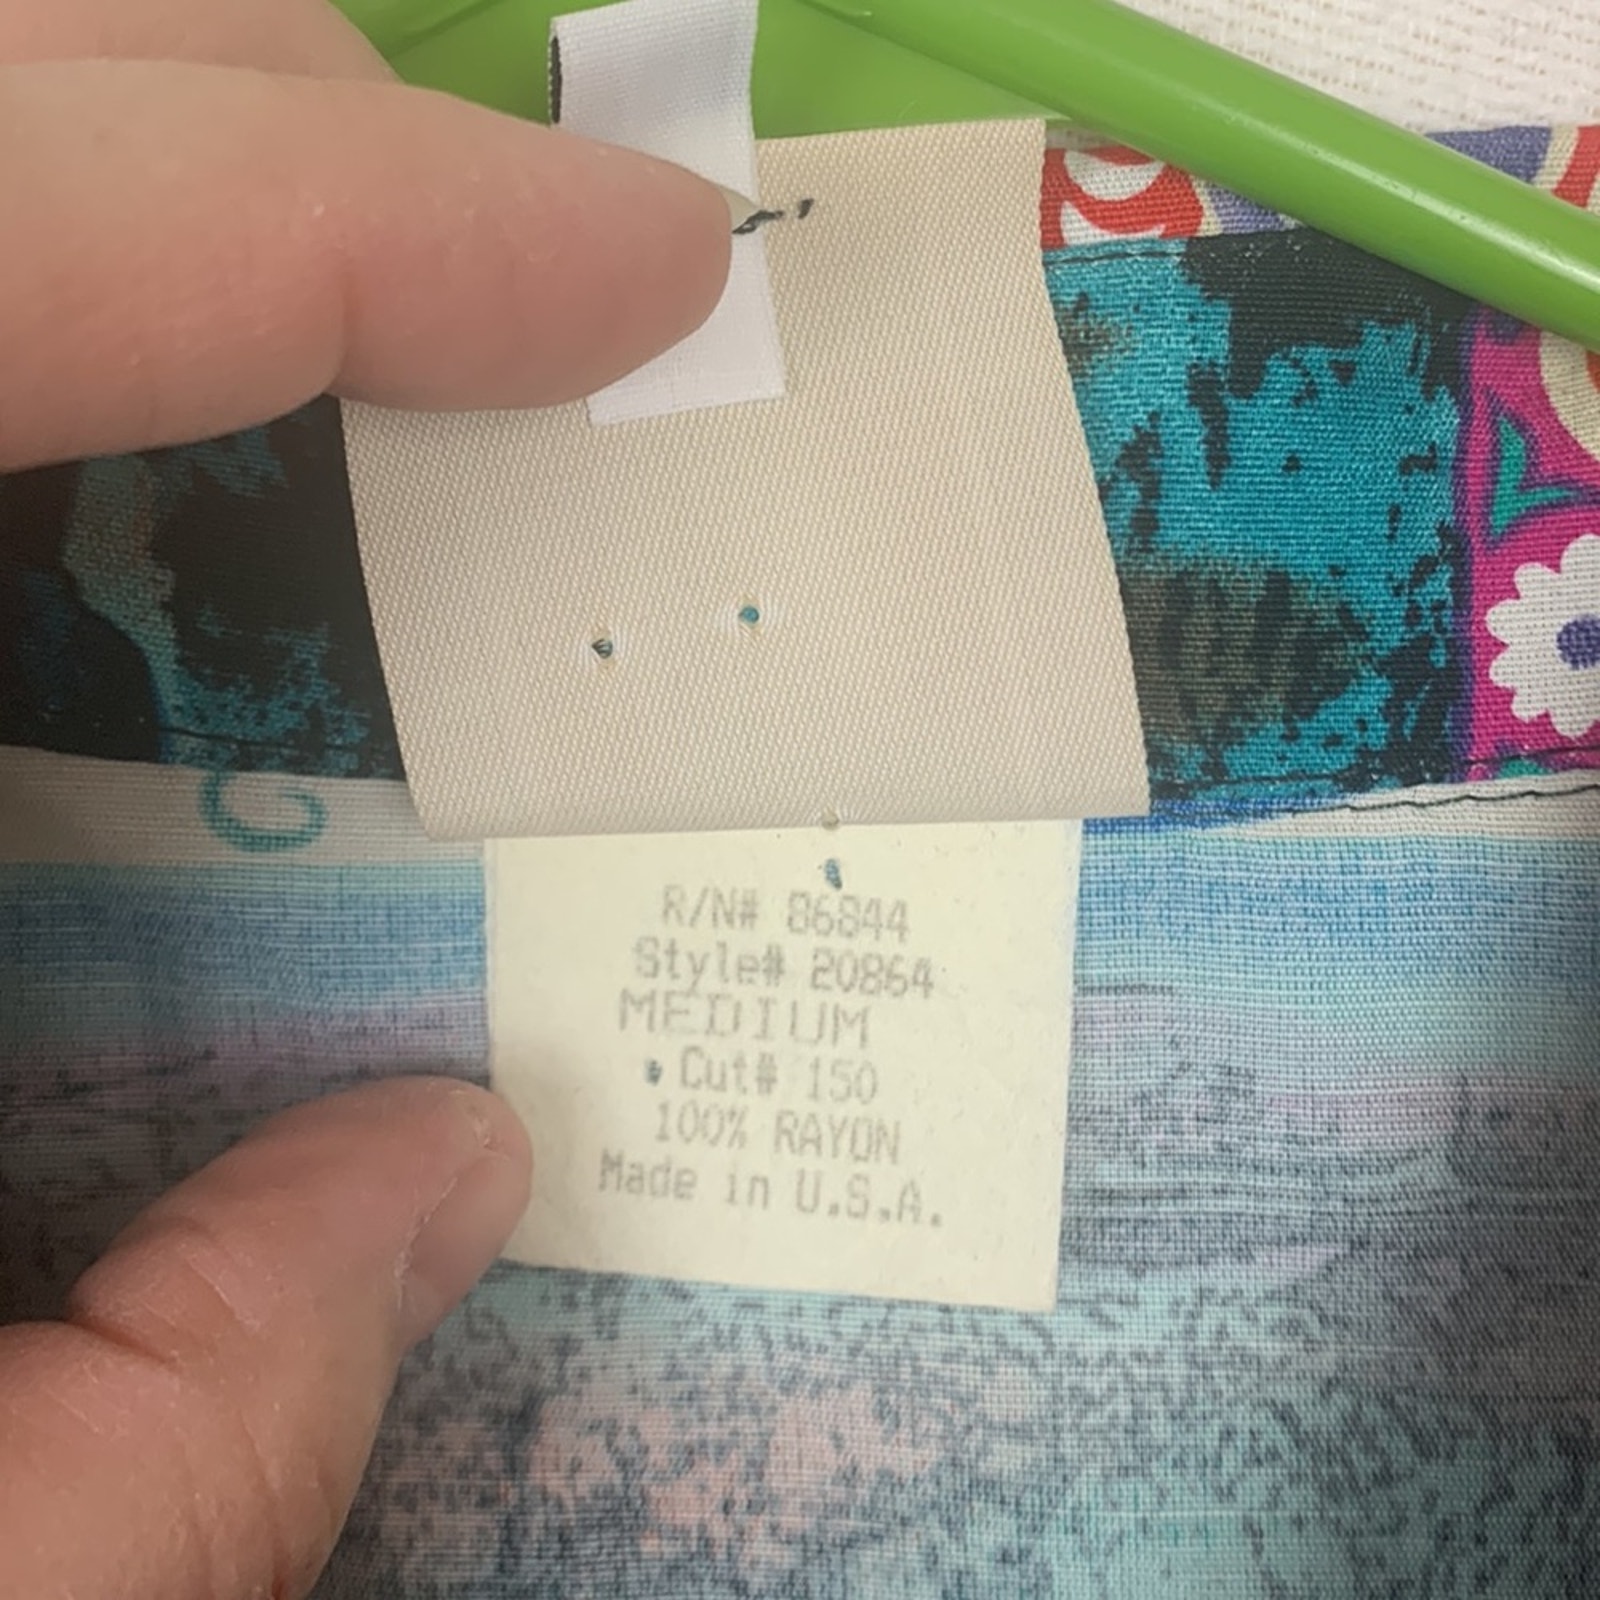 R/N# 86844
Style# 20864
MEDIUM
Cut# 150
100% RAYON
Made in U.S.A.